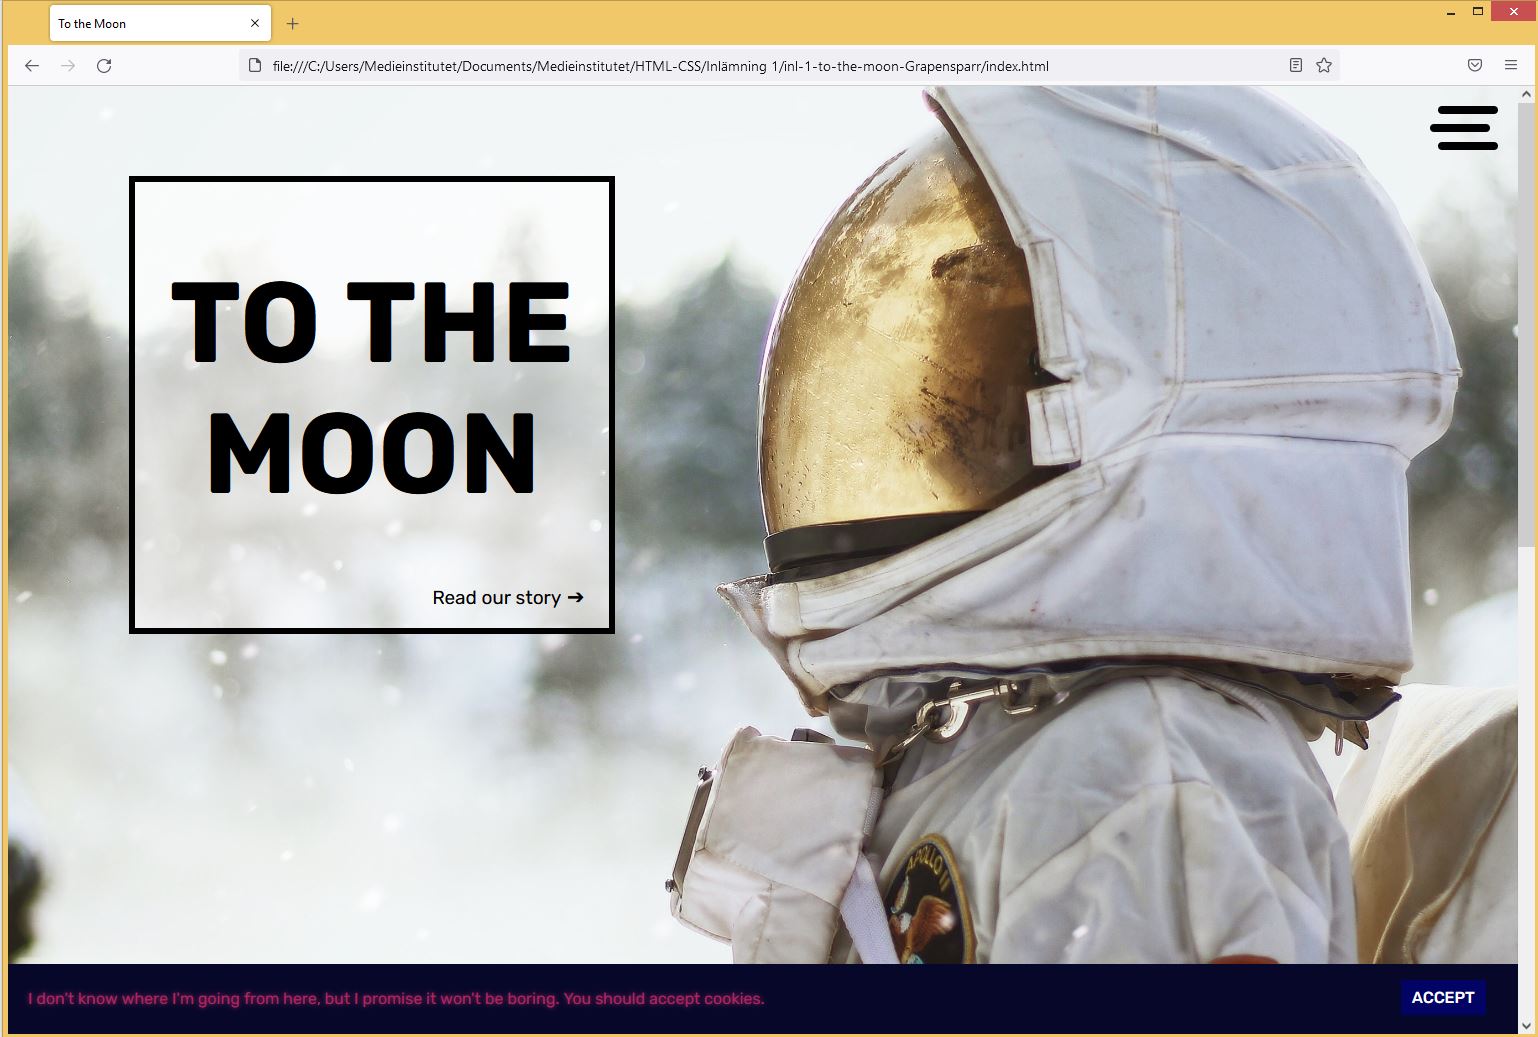 To the Moon
file:///C:/Users/Medieinstitutet/Documents/Medieinstitutet/HTML-CSS/Inlämning 1/inl-1-to-the-moon-Grapensparr/index.html
TO THE
MOON
Read our story ➔
APOLLO 11
I don't know where I'm going from here, but I promise it won't be boring. You should accept cookies.
ACCEPT